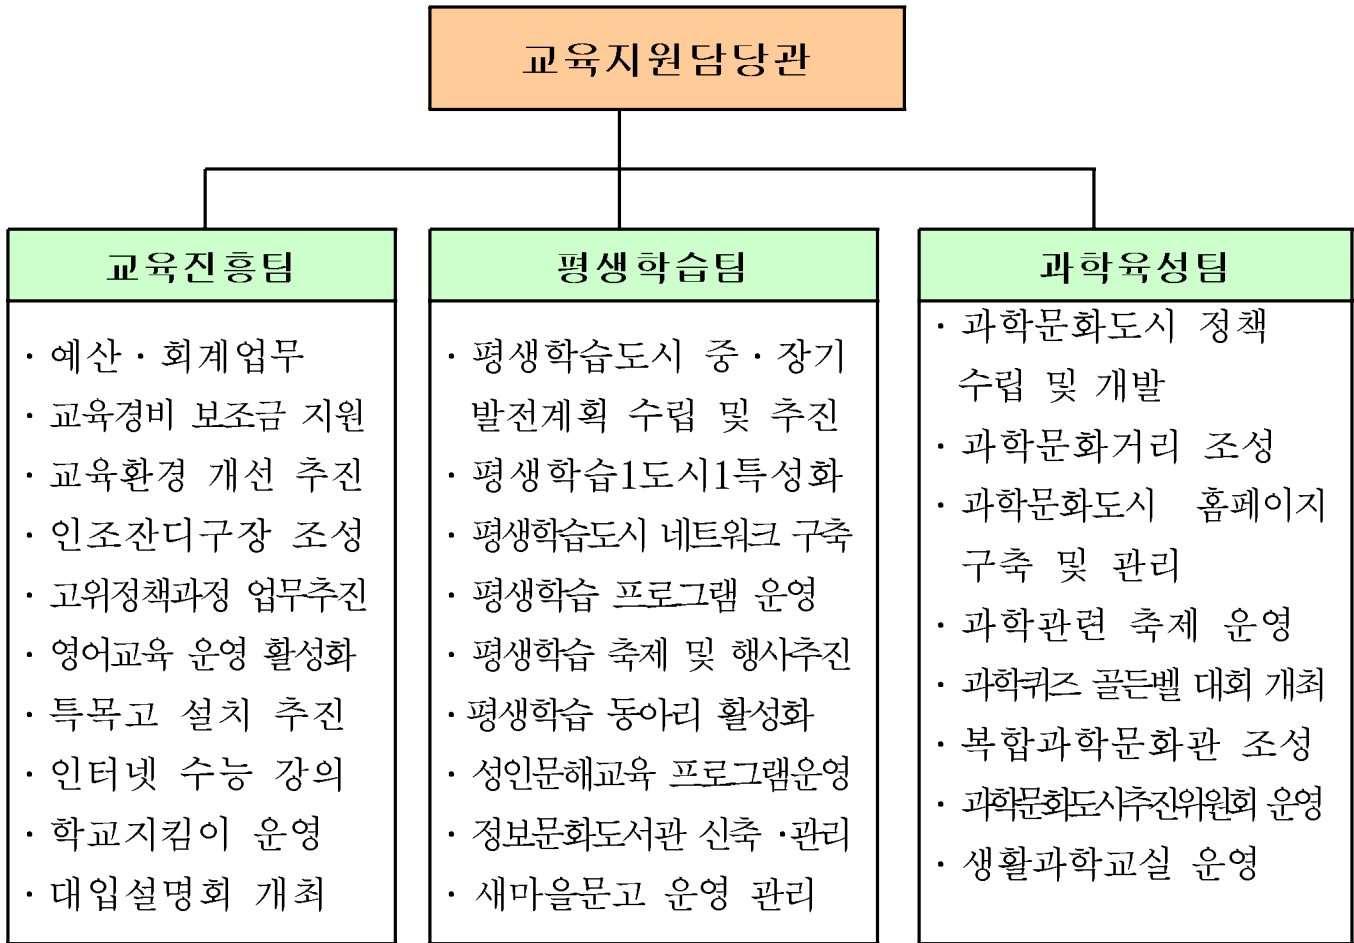 교육지원담당관
교육진흥팀
· 예산 · 회계업무
· 교육경비 보조금 지원
· 교육환경 개선 추진
· 인조잔디구장 조성
· 고위정책과정 업무추진
· 영어교육 운영 활성화
· 특목고 설치 추진
· 인터넷 수능 강의
· 학교지킴이 운영
· 대입설명회 개최
평생학습팀
· 평생학습도시 중 · 장기
발전계획 수립 및 추진
· 평생학습1도시1특성화
· 평생학습도시 네트워크 구축
· 평생학습 프로그램 운영
· 평생학습 축제 및 행사추진
· 평생학습 동아리 활성화
· 성인문해교육 프로그램운영
· 정보문화도서관 신축 ·관리
· 새마을문고 운영 관리
과학육성팀
· 과학문화도시 정책
수립 및 개발
· 과학문화거리 조성
· 과학문화도시 홈페이지
구축 및 관리
· 과학관련 축제 운영
· 과학퀴즈 골든벨 대회 개최
· 복합과학문화관 조성
· 과학문화도시추진위원회 운영
· 생활과학교실 운영